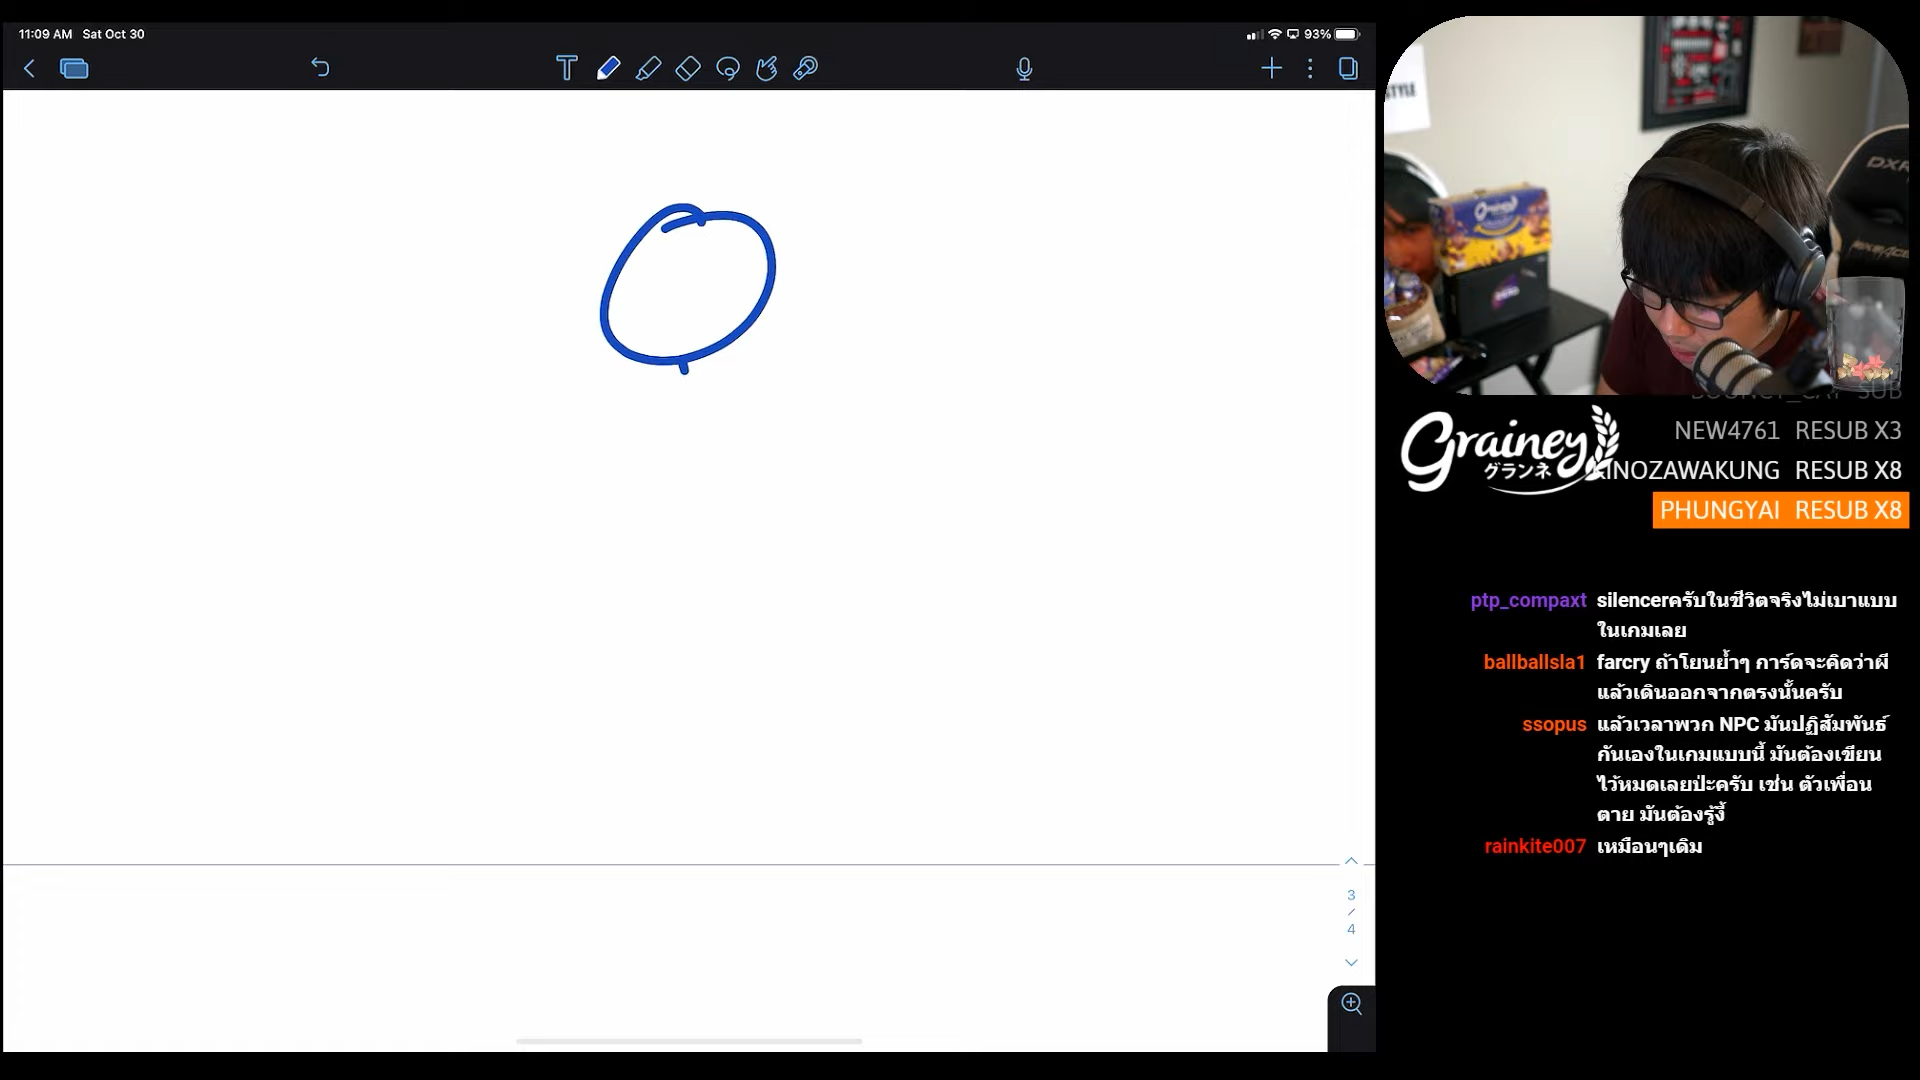 11:09 AM Sat Oct 30
93%
STYLE
DXR
grainey
Grainey
グランネ
NEW4761 RESUB X3
KINOZAWAKUNG RESUB X8
PHUNGYAI RESUB X8
ptp_compaxt silencerครับในชีวิตจริงไม่เบาแบบ
ในเกมเลย
ballballsla1 farcry ถ้าโยนย้ำๆ การ์ดจะคิดว่าผี
แล้วเดินออกจากตรงนั้นครับ
ssopus แล้วเวลาพวก NPC มันปฏิสัมพันธ์
กันเองในเกมแบบนี้ มันต้องเขียน
ไว้หมดเลยป่ะครับ เช่น ตัวเพื่อน
ตาย มันต้องรู้งี้
rainkite007 เหมือนๆเดิม
3
/
4